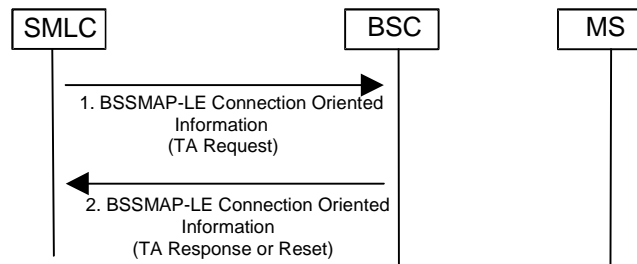 SMLC
BSC
MS
1. BSSMAP-LE Connection Oriented
Information
(TA Request)
2. BSSMAP-LE Connection Oriented
Information
(TA Response or Reset)